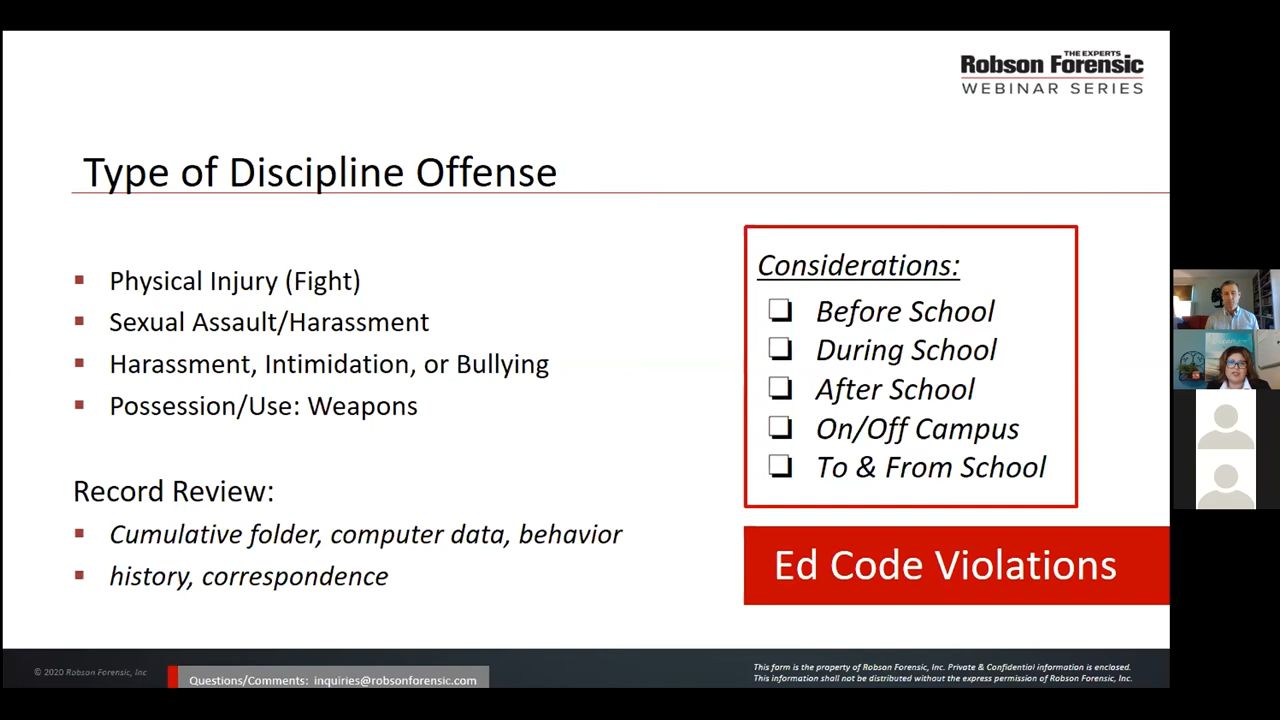 THE EXPERTS
Robson Forensic
WEBINAR SERIES
Type of Discipline Offense
Physical Injury (Fight)
Sexual Assault/Harassment
Harassment, Intimidation, or Bullying
Possession/Use: Weapons
Record Review:
Cumulative folder, computer data, behavior
history, correspondence
Considerations:
Before School
During School
After School
On/Off Campus
To & From School
Ed Code Violations
© 2020 Robson Forensic, Inc
Questions/Comments: inquiries@robsonforensic.com
This form is the property of Robson Forensic, Inc. Private & Confidential information is enclosed.
This information shall not be distributed without the express permission of Robson Forensic, Inc.